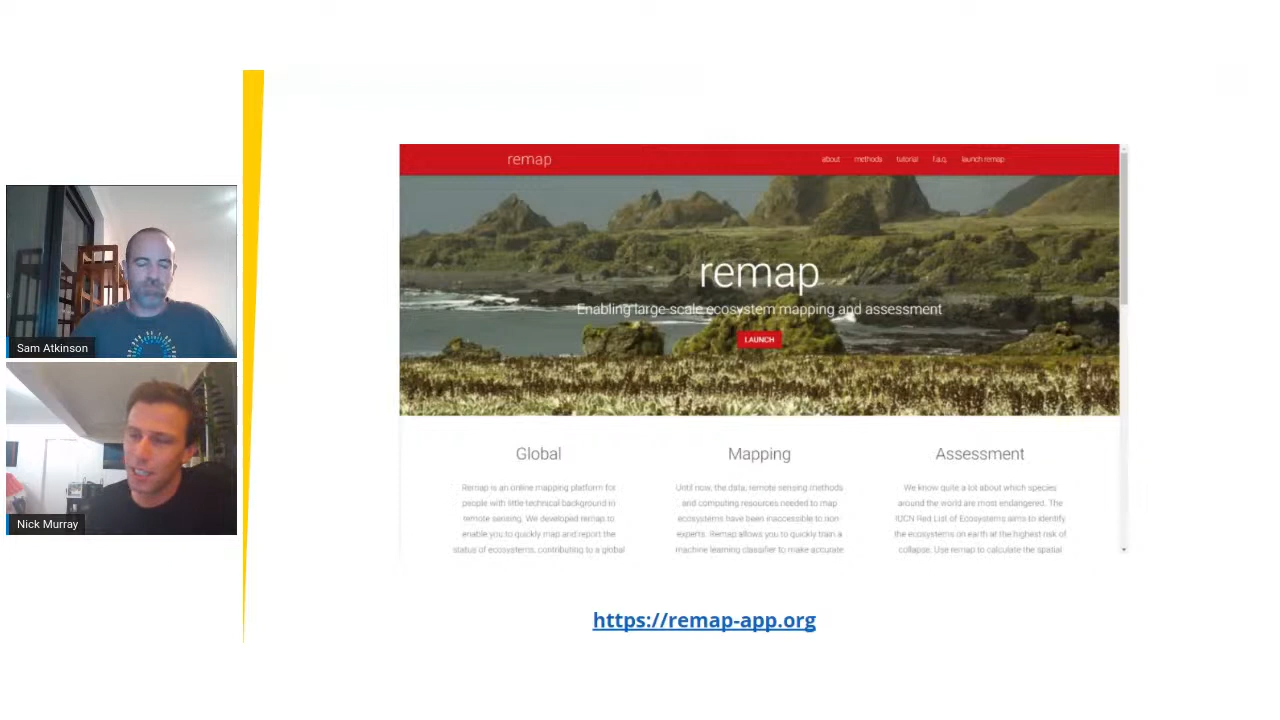 Sam Atkinson
Nick Murray
remap
about methods tutorial f.a.q. launch remap
remap
Enabling large-scale ecosystem mapping and assessment
LAUNCH
Global
Remap is an online mapping platform for
people with little technical background in
remote sensing. We developed remap to
enable you to quickly map and report the
status of ecosystems, contributing to a global
Mapping
Until now, the data, remote sensing methods
and computing resources needed to map
ecosystems have been inaccessible to non-
experts. Remap allows you to quickly train a
machine learning classifier to make accurate
Assessment
We know quite a lot about which species
around the world are most endangered. The
IUCN Red List of Ecosystems aims to identify
the ecosystems on earth at the highest risk of
collapse. Use remap to calculate the spatial
https://remap-app.org